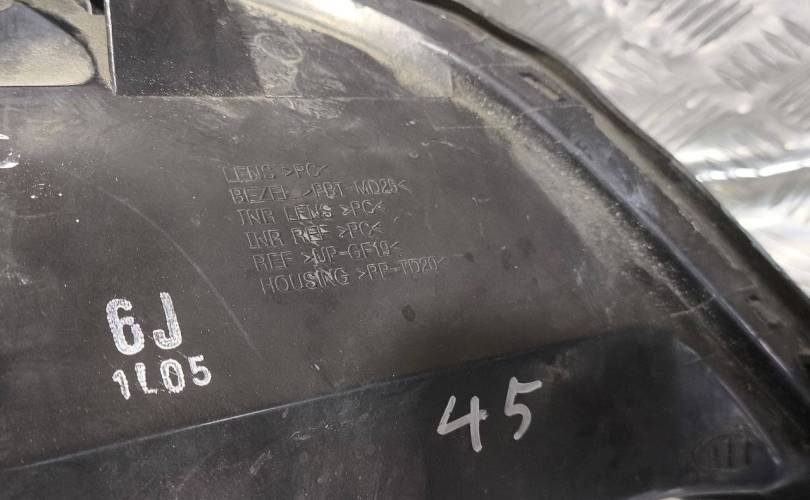 LENS >PC<
BEZEL >PBT-MD25<
INR LENS >PC<
INR REF >PC<
REF >UP-GF19<
HOUSING >PP-TD20<
6J
1L05
45